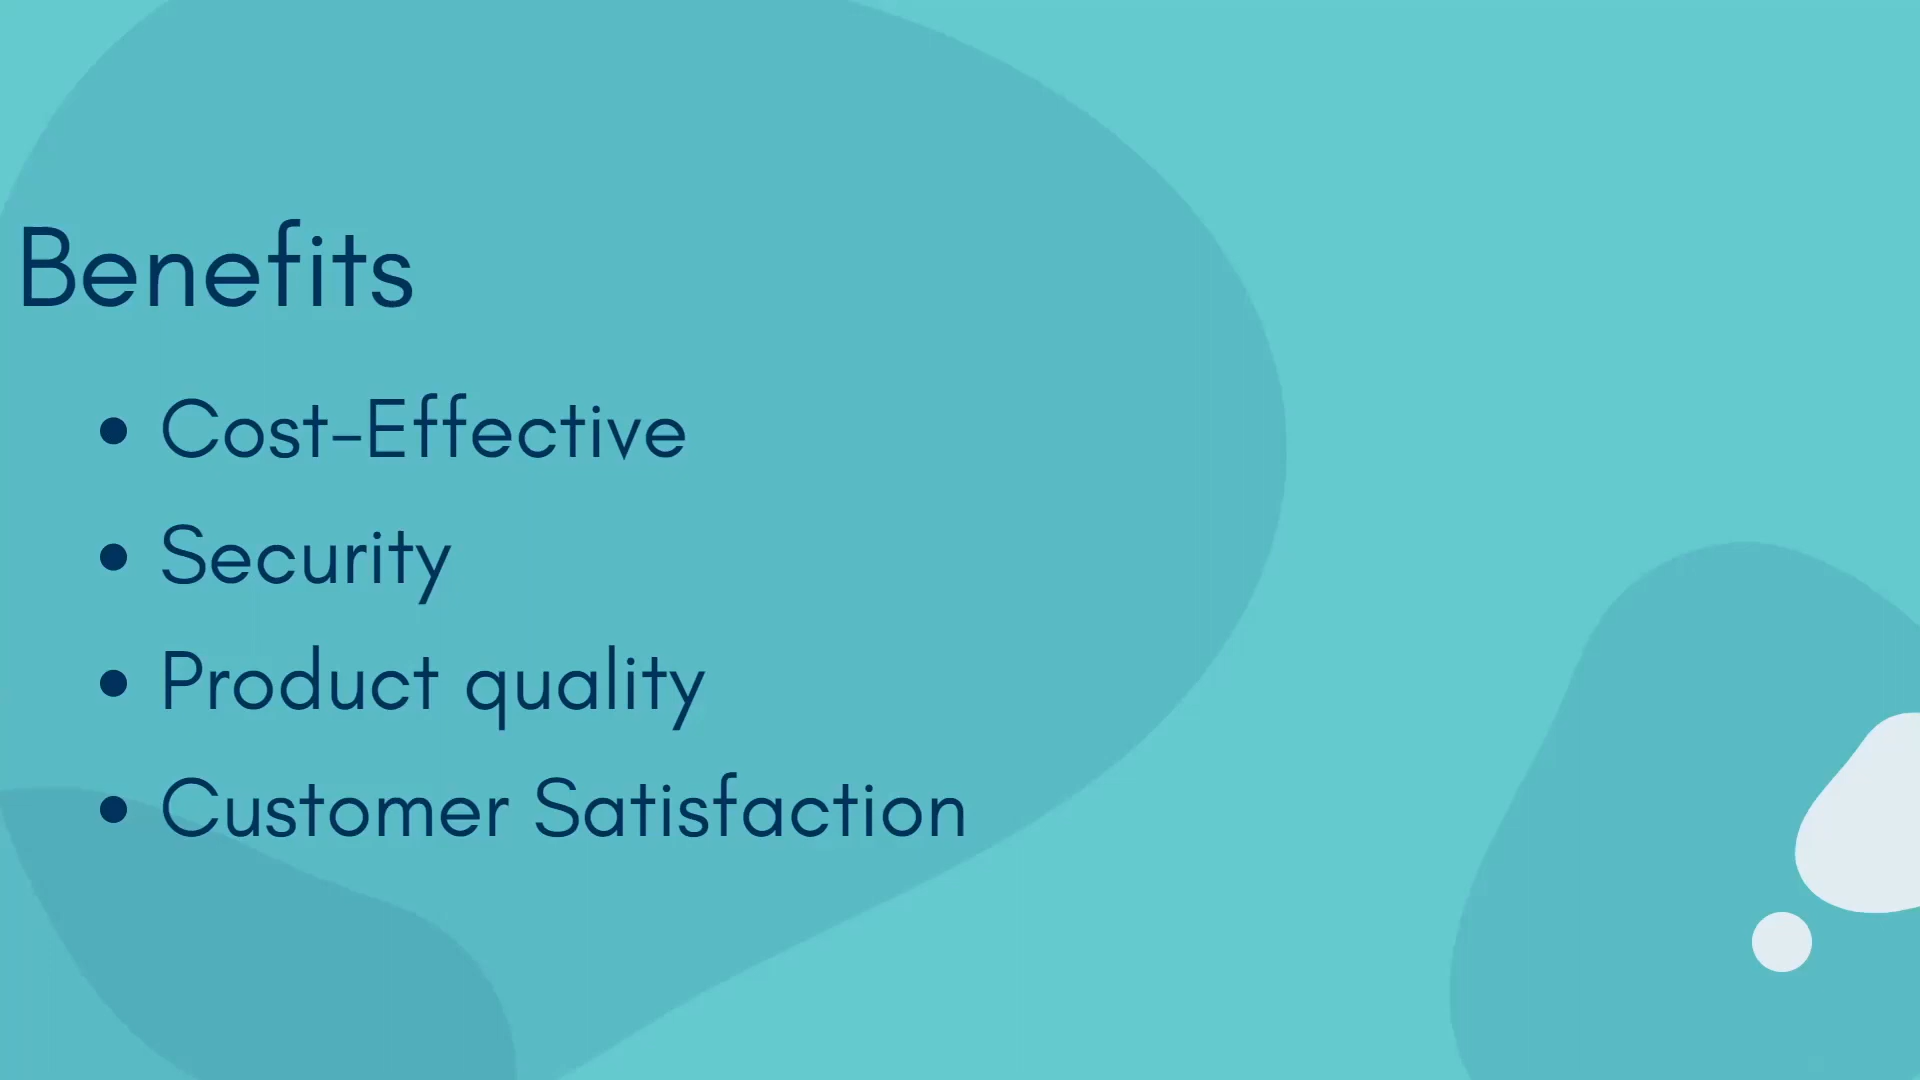 Benefits
• Cost-Effective
• Security
• Product quality
• Customer Satisfaction